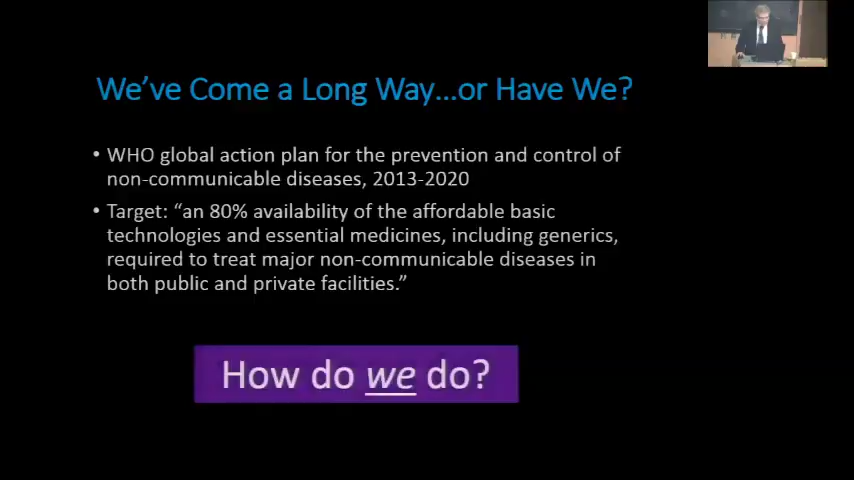 We've Come a Long Way...or Have We?
• WHO global action plan for the prevention and control of
non-communicable diseases, 2013-2020
• Target: “an 80% availability of the affordable basic
technologies and essential medicines, including generics,
required to treat major non-communicable diseases in
both public and private facilities.”
How do we do?